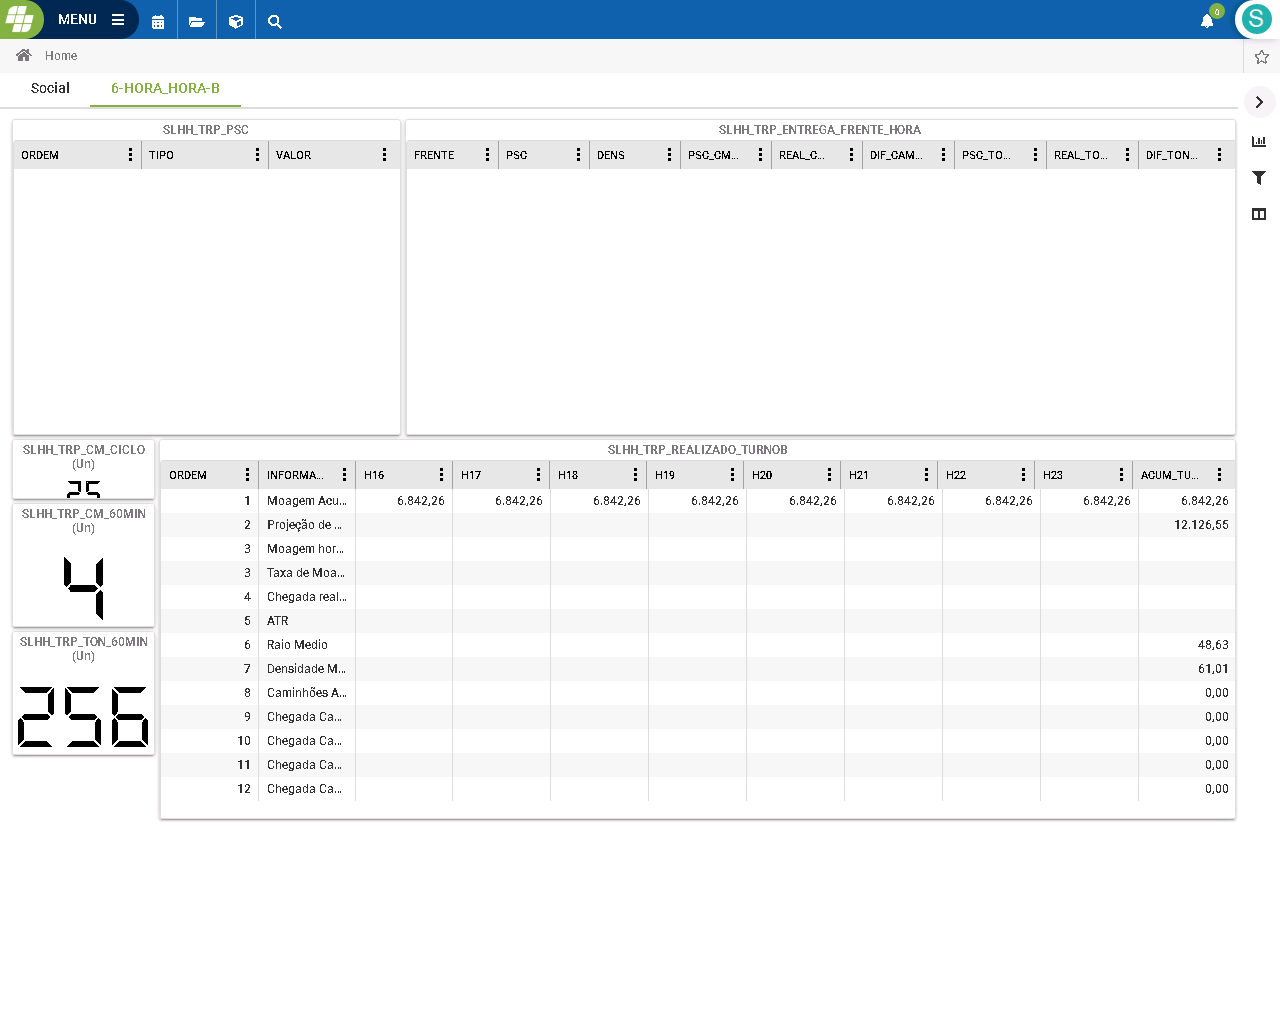 MENU
0
S
Home
Social
6-HORA_HORA-B
SLHH_TRP_PSC
ORDEM TIPO VALOR
SLHH_TRP_ENTREGA_FRENTE_HORA
FRENTE PSC DENS PSC_CM... REAL_C... DIF_CAM... PSC_TO... REAL_TO... DIF_TON...
SLHH_TRP_CM_CICLO
(Un)
25
SLHH_TRP_CM_60MIN
(Un)
4
SLHH_TRP_TON_60MIN
(Un)
256
SLHH_TRP_REALIZADO_TURNOB
ORDEM INFORMA... H16 H17 H18 H19 H20 H21 H22 H23 ACUM_TU...
1 Moagem Acu... 6.842,26 6.842,26 6.842,26 6.842,26 6.842,26 6.842,26 6.842,26 6.842,26 6.842,26
2 Projeção de ... 12.126,55
3 Moagem hor...
3 Taxa de Moa...
4 Chegada real...
5 ATR
6 Raio Medio 48,63
7 Densidade M... 61,01
8 Caminhões A... 0,00
9 Chegada Ca... 0,00
10 Chegada Ca... 0,00
11 Chegada Ca... 0,00
12 Chegada Ca... 0,00